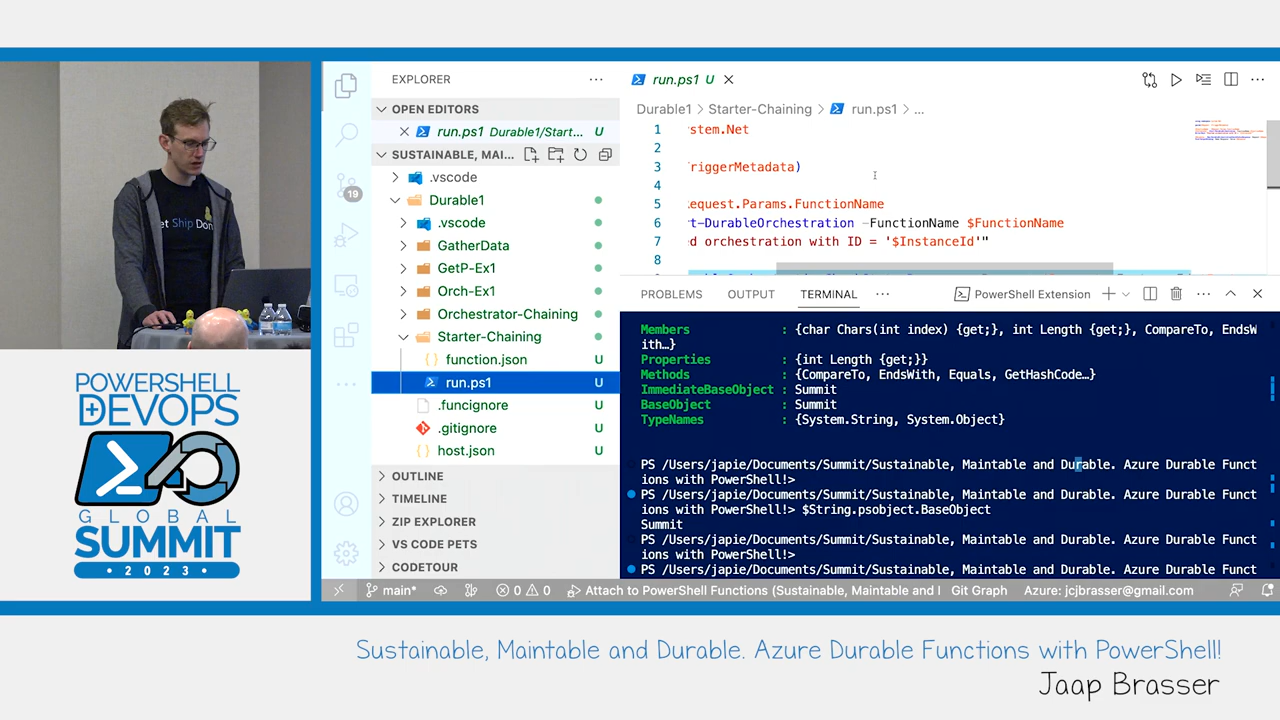 et Ship Don
POWERSHELL
+DEVOPS
GLOBAL
SUMMIT
• 2023 •
EXPLORER
OPEN EDITORS
run.ps1 Durable1/Start... U
SUSTAINABLE, MAI...
.vscode
Durable1
.vscode
GatherData
GetP-Ex1
Orch-Ex1
Orchestrator-Chaining
Starter-Chaining
{} function.json U
run.ps1 U
.funcignore U
.gitignore U
{} host.json U
OUTLINE
TIMELINE
ZIP EXPLORER
VS CODE PETS
CODETOUR
19
run.ps1 U
Durable1 > Starter-Chaining > run.ps1 > ...
1 stem.Net
2
3 riggerMetadata)
4
5 equest.Params.FunctionName
6 t-DurableOrchestration -FunctionName $FunctionName
7 d orchestration with ID = '$InstanceId'"
8
PROBLEMS OUTPUT TERMINAL ... PowerShell Extension
Members : {char Chars(int index) {get;}, int Length {get;}, CompareTo, EndsW
ith…}
Properties : {int Length {get;}}
Methods : {CompareTo, EndsWith, Equals, GetHashCode…}
ImmediateBaseObject : Summit
BaseObject : Summit
TypeNames : {System.String, System.Object}
PS /Users/japie/Documents/Summit/Sustainable, Maintable and Durable. Azure Durable Funct
ions with PowerShell!>
PS /Users/japie/Documents/Summit/Sustainable, Maintable and Durable. Azure Durable Funct
ions with PowerShell!> $String.psobject.BaseObject
Summit
PS /Users/japie/Documents/Summit/Sustainable, Maintable and Durable. Azure Durable Funct
ions with PowerShell!>
PS /Users/japie/Documents/Summit/Sustainable, Maintable and Durable. Azure Durable Funct
main* 0 0 Attach to PowerShell Functions (Sustainable, Maintable and I Git Graph Azure: jcjbrasser@gmail.com
Sustainable, Maintable and Durable. Azure Durable Functions with PowerShell!
Jaap Brasser